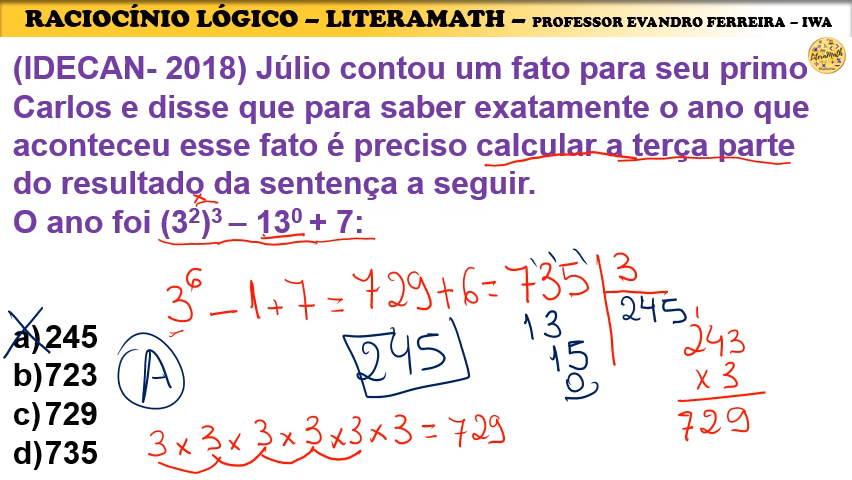 RACIOCÍNIO LÓGICO – LITERAMATH – PROFESSOR EVANDRO FERREIRA – IWA
(IDECAN- 2018) Júlio contou um fato para seu primo
LiteraMath
Carlos e disse que para saber exatamente o ano que
aconteceu esse fato é preciso calcular a terça parte
do resultado da sentença a seguir.
x
O ano foi (3²)³ – 13⁰ + 7:
3⁶ - 1 + 7 = 729 + 6 = 735 | 3
245
13
15
0
1
243
x 3
729
a)245
b)723
c)729
d)735
A
245
3 x 3 x 3 x 3 x 3 x 3 = 729